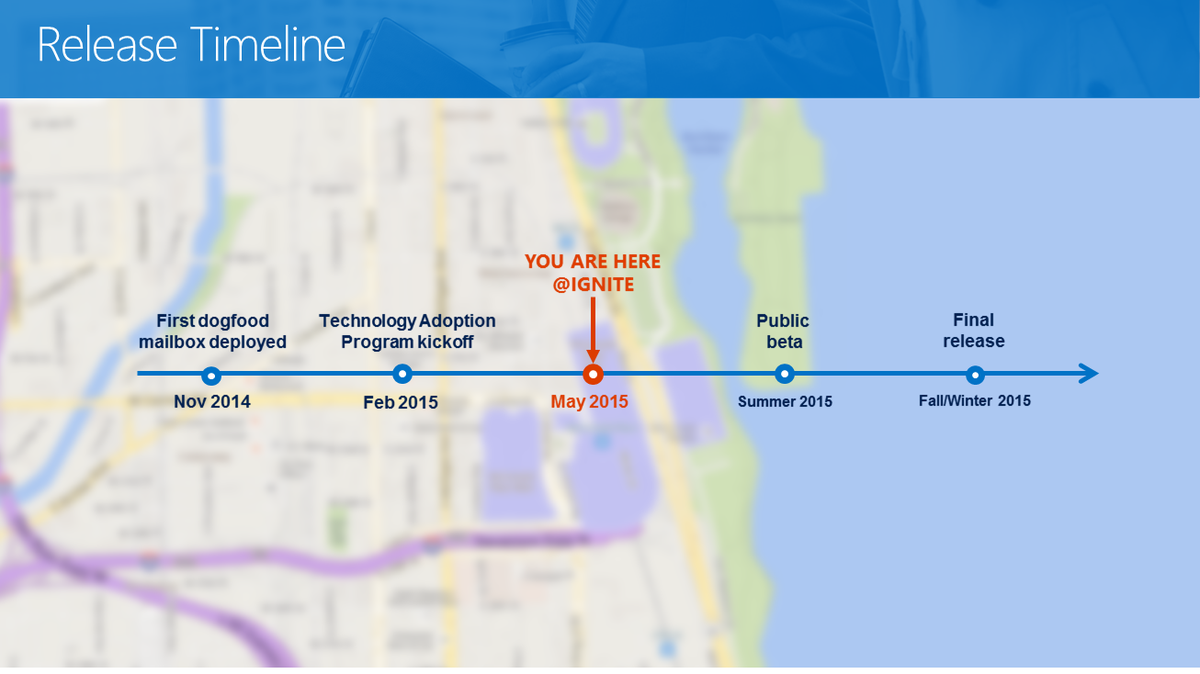 Release Timeline
YOU ARE HERE
@IGNITE
First dogfood
mailbox deployed
Technology Adoption
Program kickoff
Public
beta
Final
release
Nov 2014
Feb 2015
May 2015
Summer 2015
Fall/Winter 2015